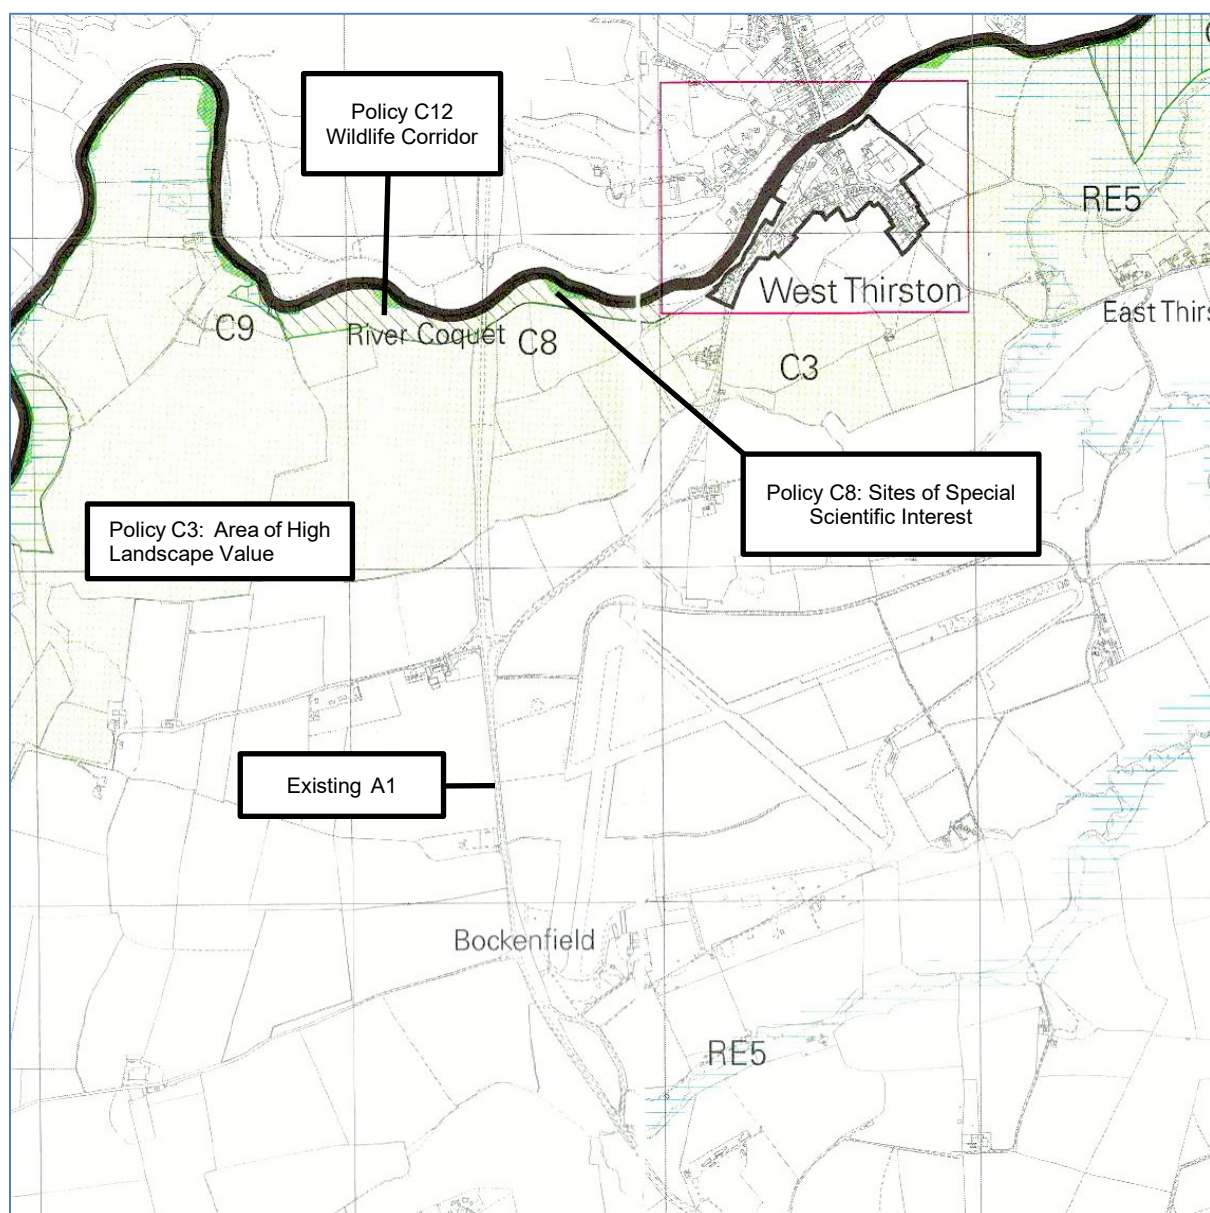 Policy C12
Wildlife Corridor
RE5
West Thirston
East Thirs
C9
River Coquet
C8
C3
Policy C8: Sites of Special
Scientific Interest
Policy C3: Area of High
Landscape Value
Existing A1
Bockenfield
RE5